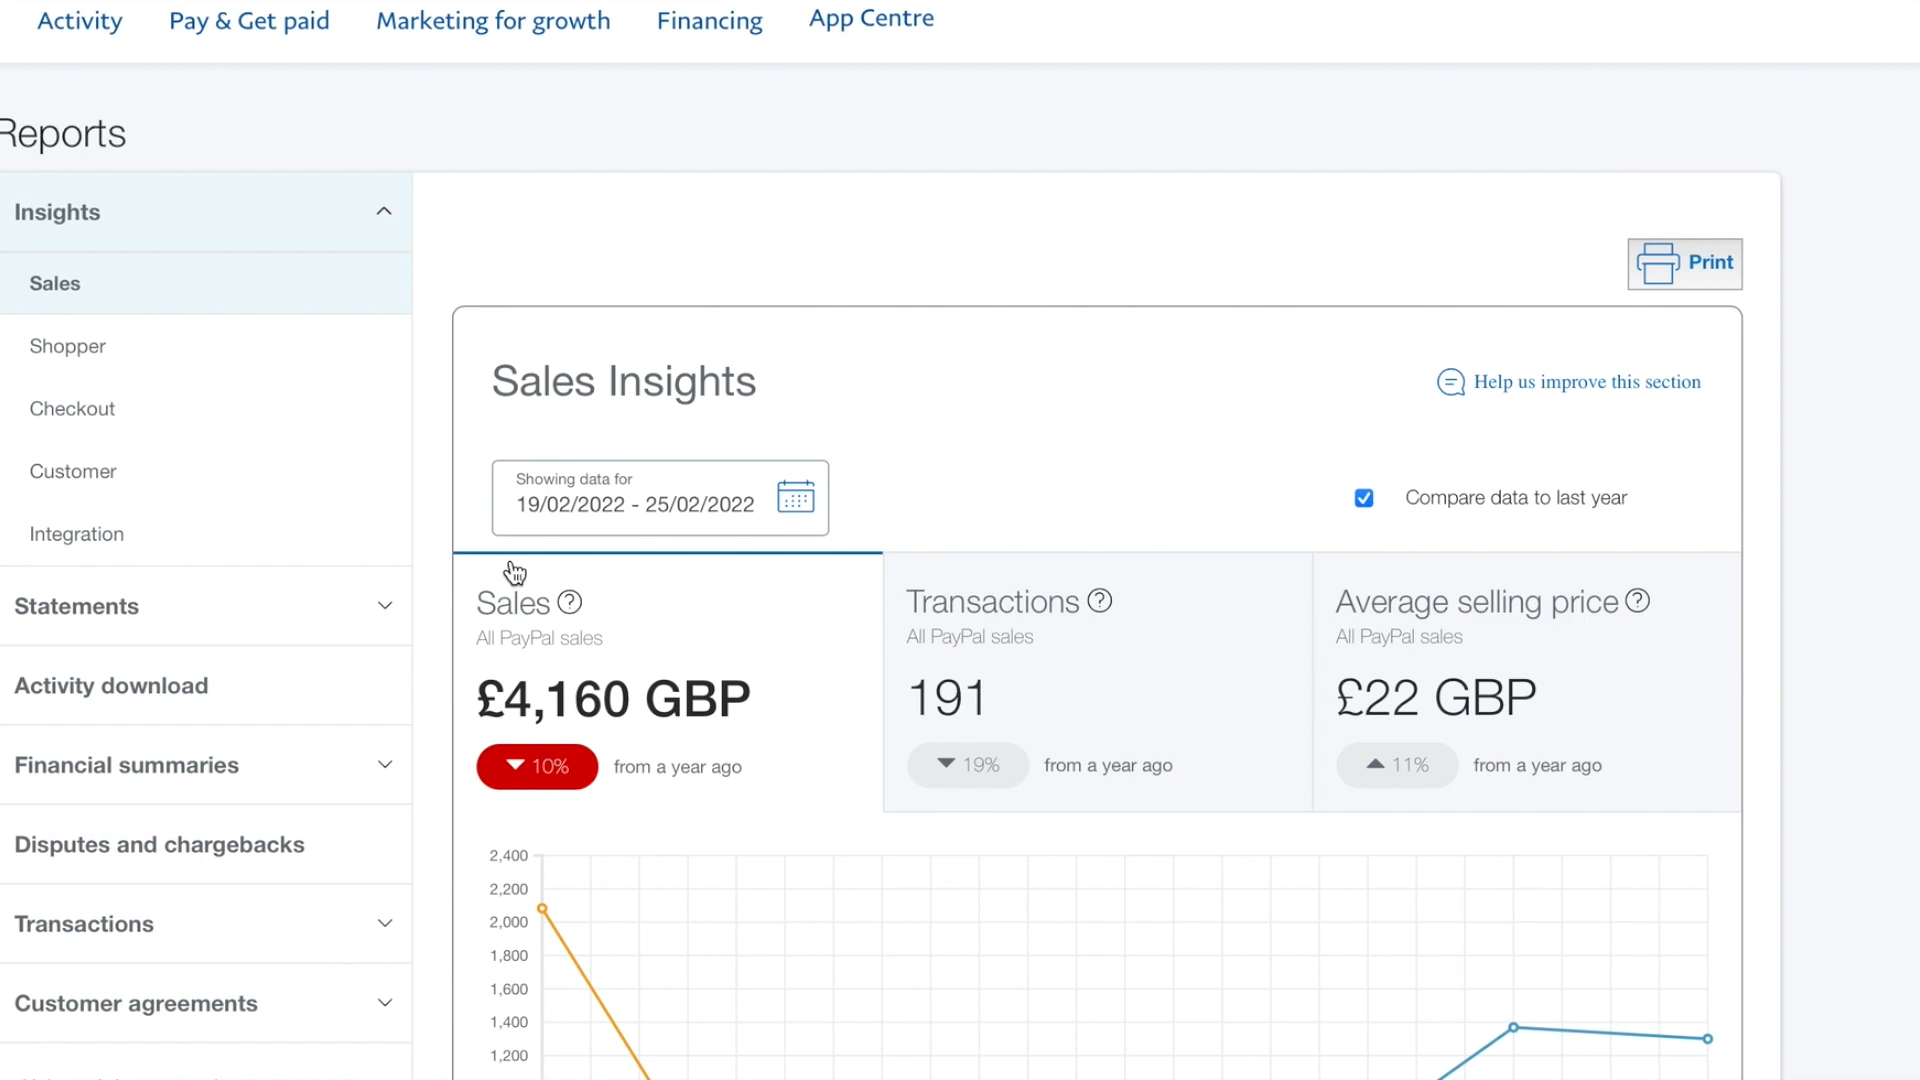 Activity Pay & Get paid Marketing for growth Financing App Centre
Reports
Insights
Sales
Shopper
Checkout
Customer
Integration
Statements
Activity download
Financial summaries
Disputes and chargebacks
Transactions
Customer agreements
Print
Sales Insights
Help us improve this section
Showing data for
19/02/2022 - 25/02/2022
Compare data to last year
Sales ?
All PayPal sales
£4,160 GBP
10% from a year ago
Transactions ?
All PayPal sales
191
19% from a year ago
Average selling price ?
All PayPal sales
£22 GBP
11% from a year ago
2,400
2,200
2,000
1,800
1,600
1,400
1,200